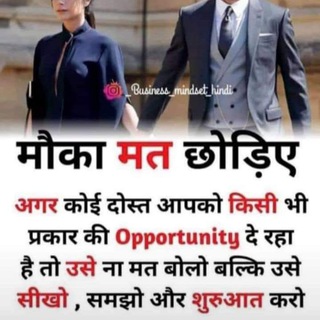 _Business_mindset_hindi
मौका मत छोड़िए
अगर कोई दोस्त आपको किसी भी
प्रकार की Opportunity दे रहा
है तो उसे ना मत बोलो बल्कि उसे
सीखो , समझो और शुरुआत करो